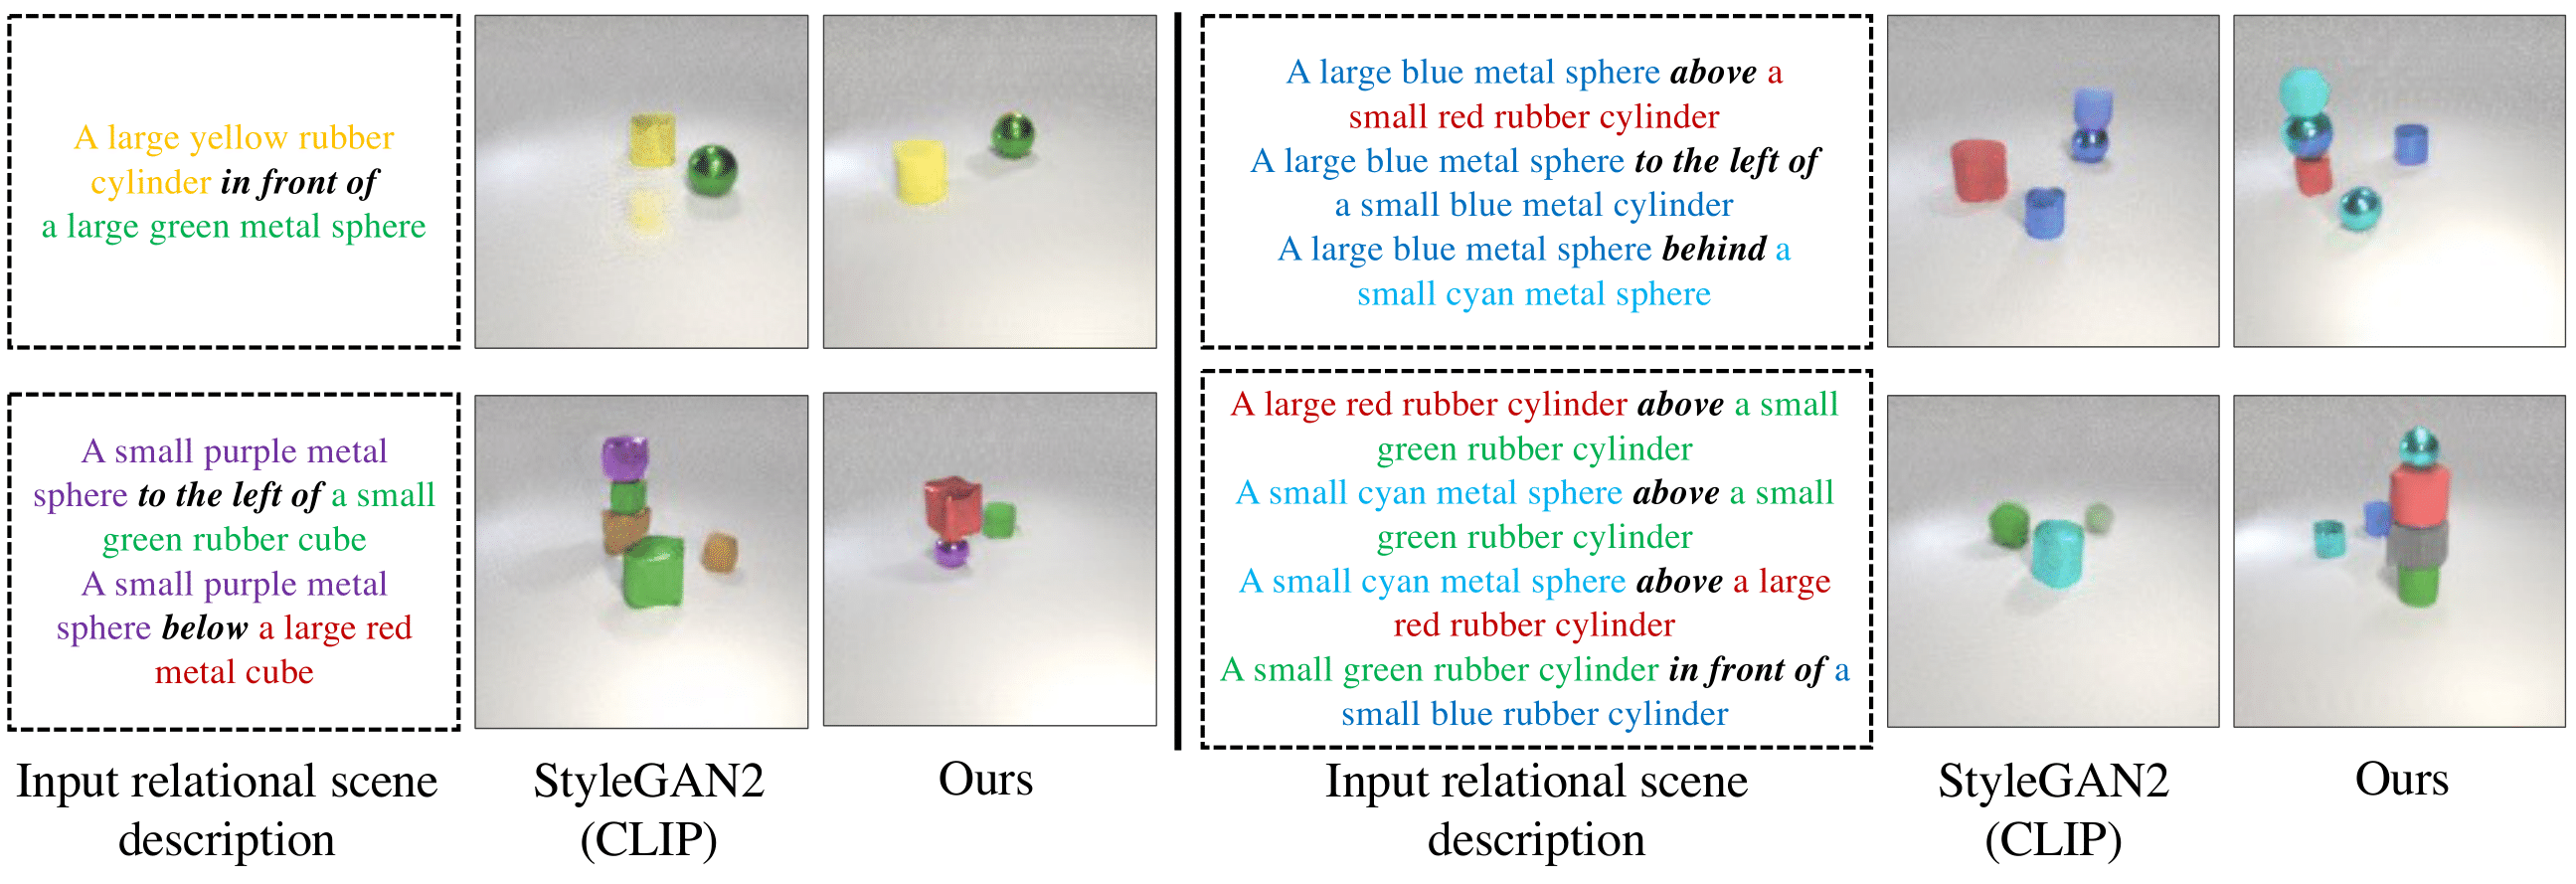 A large yellow rubber
cylinder in front of
a large green metal sphere
A small purple metal
sphere to the left of a small
green rubber cube
A small purple metal
sphere below a large red
metal cube
Input relational scene
description
StyleGAN2
(CLIP)
Ours
A large blue metal sphere above a
small red rubber cylinder
A large blue metal sphere to the left of
a small blue metal cylinder
A large blue metal sphere behind a
small cyan metal sphere
A large red rubber cylinder above a small
green rubber cylinder
A small cyan metal sphere above a small
green rubber cylinder
A small cyan metal sphere above a large
red rubber cylinder
A small green rubber cylinder in front of a
small blue rubber cylinder
Input relational scene
description
StyleGAN2
(CLIP)
Ours